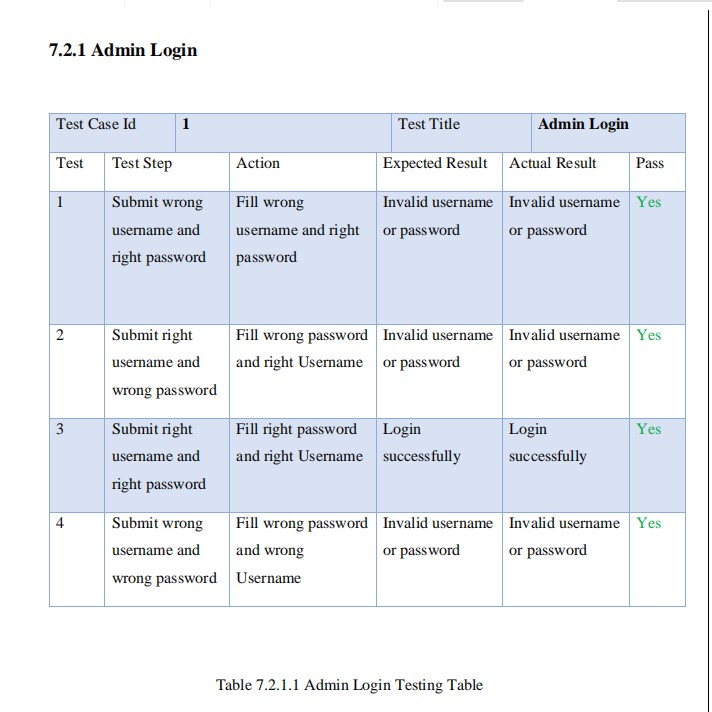 7.2.1 Admin Login
Test Case Id 1 Test Title Admin Login
Test Test Step Action Expected Result Actual Result Pass
1 Submit wrong Fill wrong Invalid username Invalid username Yes
username and username and right or password or password
right password password
2 Submit right Fill wrong password Invalid username Invalid username Yes
username and and right Username or password or password
wrong password
3 Submit right Fill right password Login Login Yes
username and and right Username successfully successfully
right password
4 Submit wrong Fill wrong password Invalid username Invalid username Yes
username and and wrong or password or password
wrong password Username
Table 7.2.1.1 Admin Login Testing Table